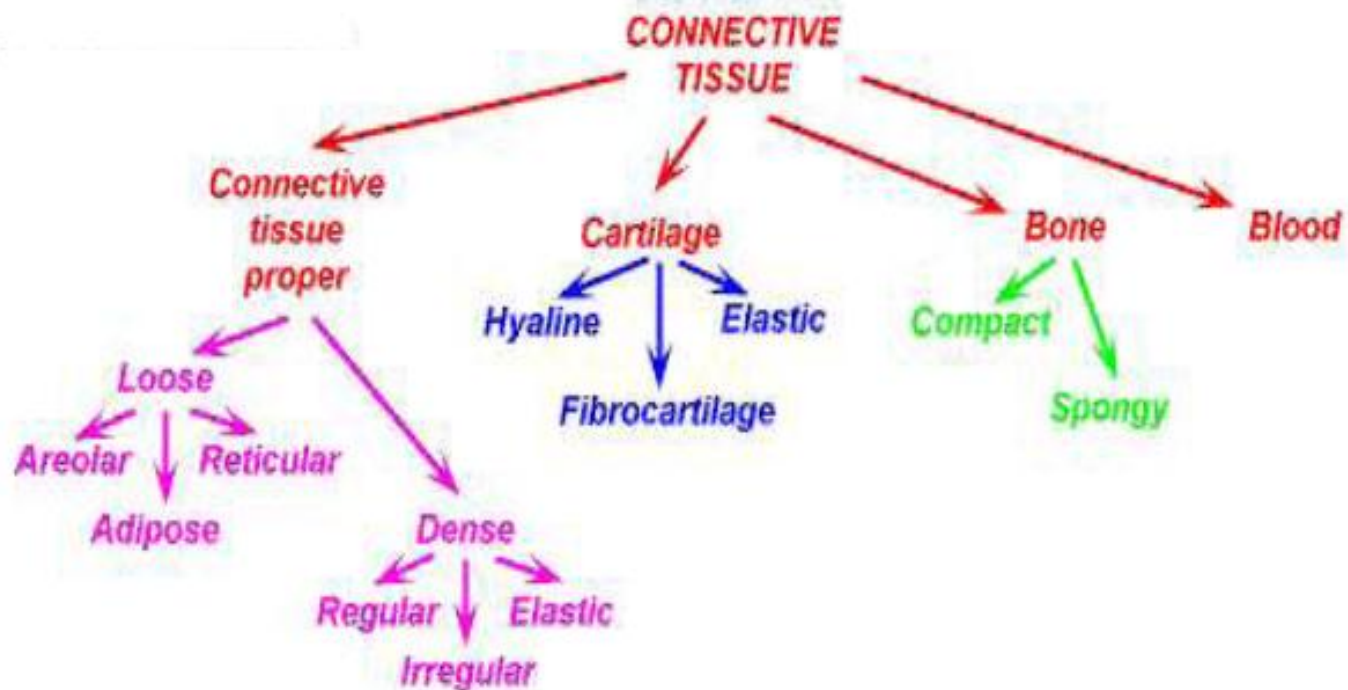 CONNECTIVE
TISSUE
Connective
tissue
proper
Cartilage
Bone
Blood
Hyaline
Elastic
Fibrocartilage
Compact
Spongy
Loose
Areolar
Reticular
Adipose
Dense
Regular
Elastic
Irregular